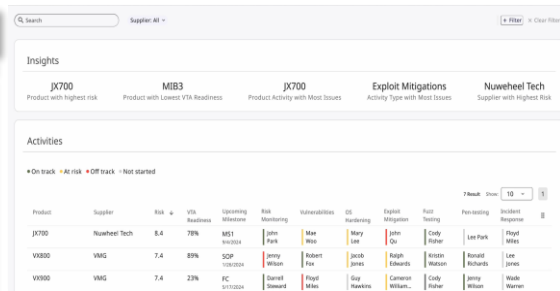 Search
Supplier: All
+ Filter
× Clear Filter
Insights
JX700
Product with highest risk
MIB3
Product with Lowest VTA Readiness
JX700
Product Activity with Most Issues
Exploit Mitigations
Activity Type with Most Issues
Nuweheel Tech
Supplier with Highest Risk
Activities
On track At risk Off track Not started
7 Result Show 10 1
Product Supplier Risk VTA Readiness Upcoming Milestone Risk Monitoring Vulnerabilities OS Hardening Exploit Mitigation Fuzz Testing Pen-testing Incident Response
JX700 Nuwheel Tech 8.4 78% MS1 9/4/2024 John Park Mae Woo Mary Lee John Qu Cody Fisher Lee Park Floyd Miles
VX800 VMG 7.4 89% SOP 1/26/2024 Jenny Wilson Robert Fox Jacob Jones Ralph Edwards Kristin Watson Ronald Richards Lee Jones
VX900 VMG 7.4 23% FC 5/17/2024 Darrell Steward Floyd Miles Guy Hawkins Cameron William... Cody Fisher Jenny Wilson Wade Warren